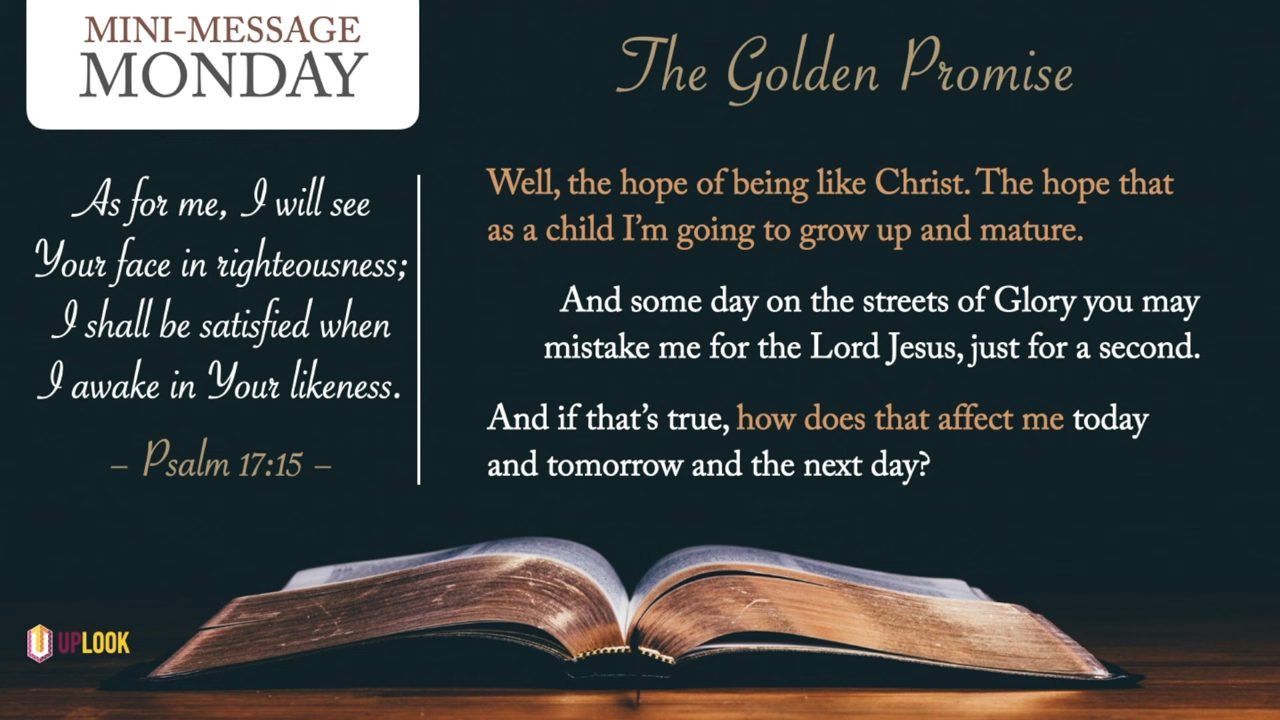 MINI-MESSAGE
MONDAY
The Golden Promise
As for me, I will see
Your face in righteousness;
I shall be satisfied when
I awake in Your likeness.
– Psalm 17:15 –
Well, the hope of being like Christ. The hope that
as a child I'm going to grow up and mature.
And some day on the streets of Glory you may
mistake me for the Lord Jesus, just for a second.
And if that's true, how does that affect me today
and tomorrow and the next day?
UPLOOK